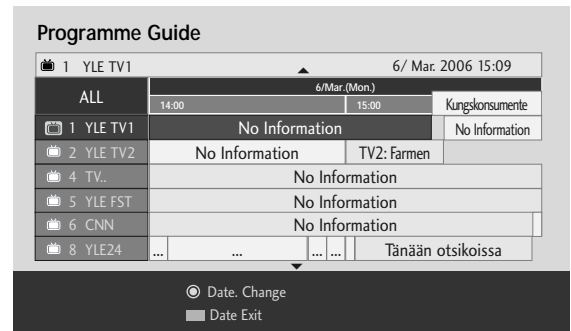 Programme Guide
1 YLE TV1 6/ Mar. 2006 15:09
ALL 6/Mar.(Mon.)
14:00 15:00 Kungskonsumente
1 YLE TV1 No Information No Information
2 YLE TV2 No Information TV2: Farmen
4 TV.. No Information
5 YLE FST No Information
6 CNN No Information
8 YLE24 ... ... ... ... Tänään otsikoissa
Date. Change
Date Exit